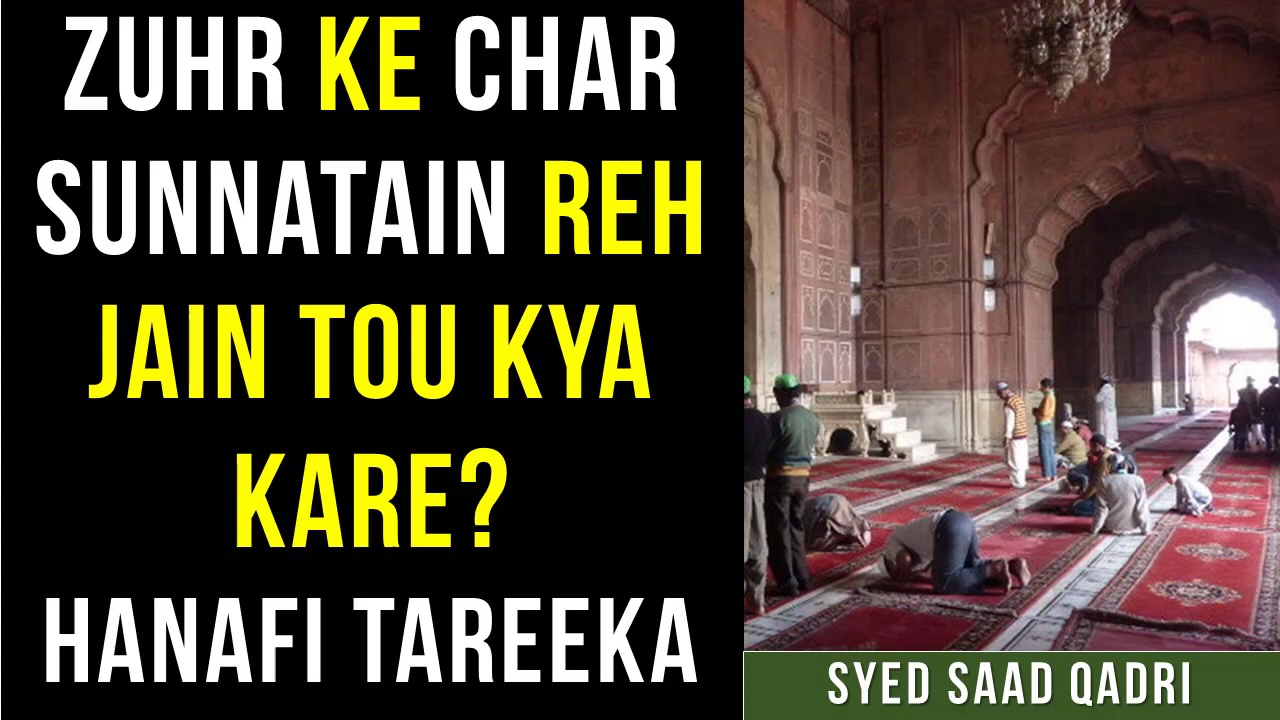 ZUHR KE CHAR
SUNNATAIN REH
JAIN TOU KYA
KARE?
HANAFI TAREEKA
SYED SAAD QADRI